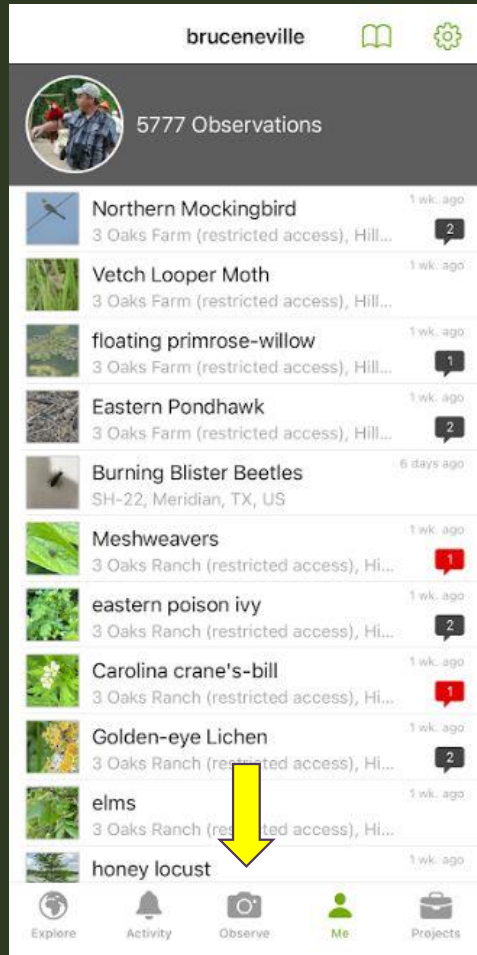 bruceneville
5777 Observations
Northern Mockingbird
1 wk. ago
3 Oaks Farm (restricted access), Hill...
2
Vetch Looper Moth
1 wk. ago
3 Oaks Farm (restricted access), Hill...
floating primrose-willow
1 wk. ago
3 Oaks Farm (restricted access), Hill...
1
Eastern Pondhawk
1 wk. ago
3 Oaks Farm (restricted access), Hill...
2
Burning Blister Beetles
6 days ago
SH-22, Meridian, TX, US
Meshweavers
1 wk. ago
3 Oaks Ranch (restricted access), Hi...
1
eastern poison ivy
1 wk. ago
3 Oaks Ranch (restricted access), Hi...
2
Carolina crane's-bill
1 wk. ago
3 Oaks Ranch (restricted access), Hi...
1
Golden-eye Lichen
1 wk. ago
3 Oaks Ranch (restricted access), Hi...
2
elms
1 wk. ago
3 Oaks Ranch (restricted access), Hi...
honey locust
1 wk. ago
Explore
Activity
Observe
Me
Projects